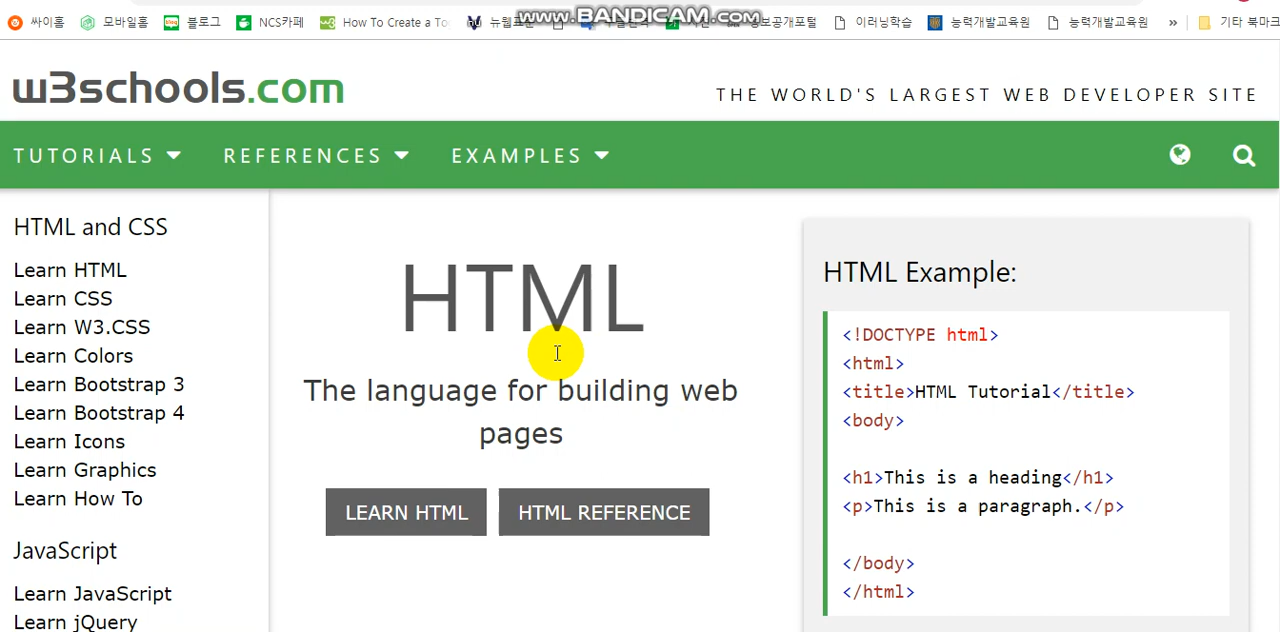 www.BANDICAM.com
싸이홈 모바일홈 블로그 NCS카페 How To Create a To 이러닝학습 능력개발교육원 능력개발교육원 » 기타 북마크
w3schools.com
THE WORLD'S LARGEST WEB DEVELOPER SITE
TUTORIALS REFERENCES EXAMPLES
HTML and CSS
Learn HTML
Learn CSS
Learn W3.CSS
Learn Colors
Learn Bootstrap 3
Learn Bootstrap 4
Learn Icons
Learn Graphics
Learn How To
JavaScript
Learn JavaScript
Learn jQuery
HTML
The language for building web
pages
LEARN HTML HTML REFERENCE
HTML Example:
<!DOCTYPE html>
<html>
<title>HTML Tutorial</title>
<body>
<h1>This is a heading</h1>
<p>This is a paragraph.</p>
</body>
</html>